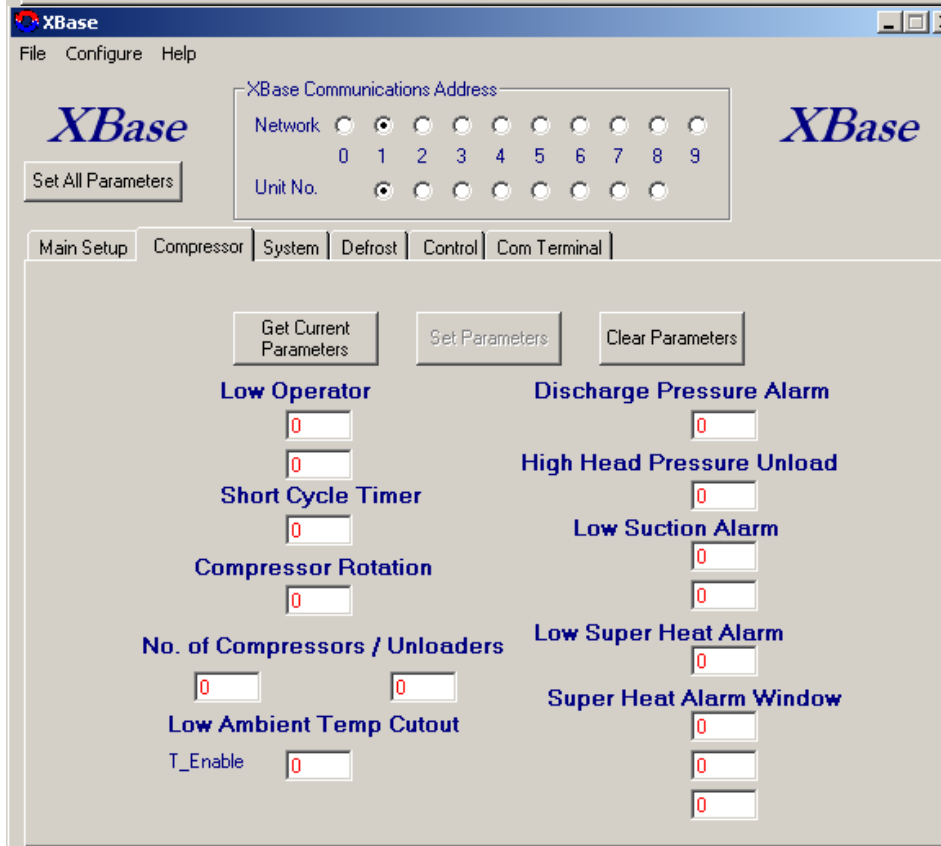 XBase
File Configure Help
XBase Communications Address
XBase
Network
XBase
0 1 2 3 4 5 6 7 8 9
Set All Parameters
Unit No.
Main Setup Compressor System Defrost Control Com Terminal
Get Current
Parameters
Set Parameters
Clear Parameters
Low Operator
0
0
Short Cycle Timer
0
Compressor Rotation
0
No. of Compressors / Unloaders
0 0
Low Ambient Temp Cutout
T_Enable 0
Discharge Pressure Alarm
0
High Head Pressure Unload
0
Low Suction Alarm
0
0
Low Super Heat Alarm
0
Super Heat Alarm Window
0
0
0